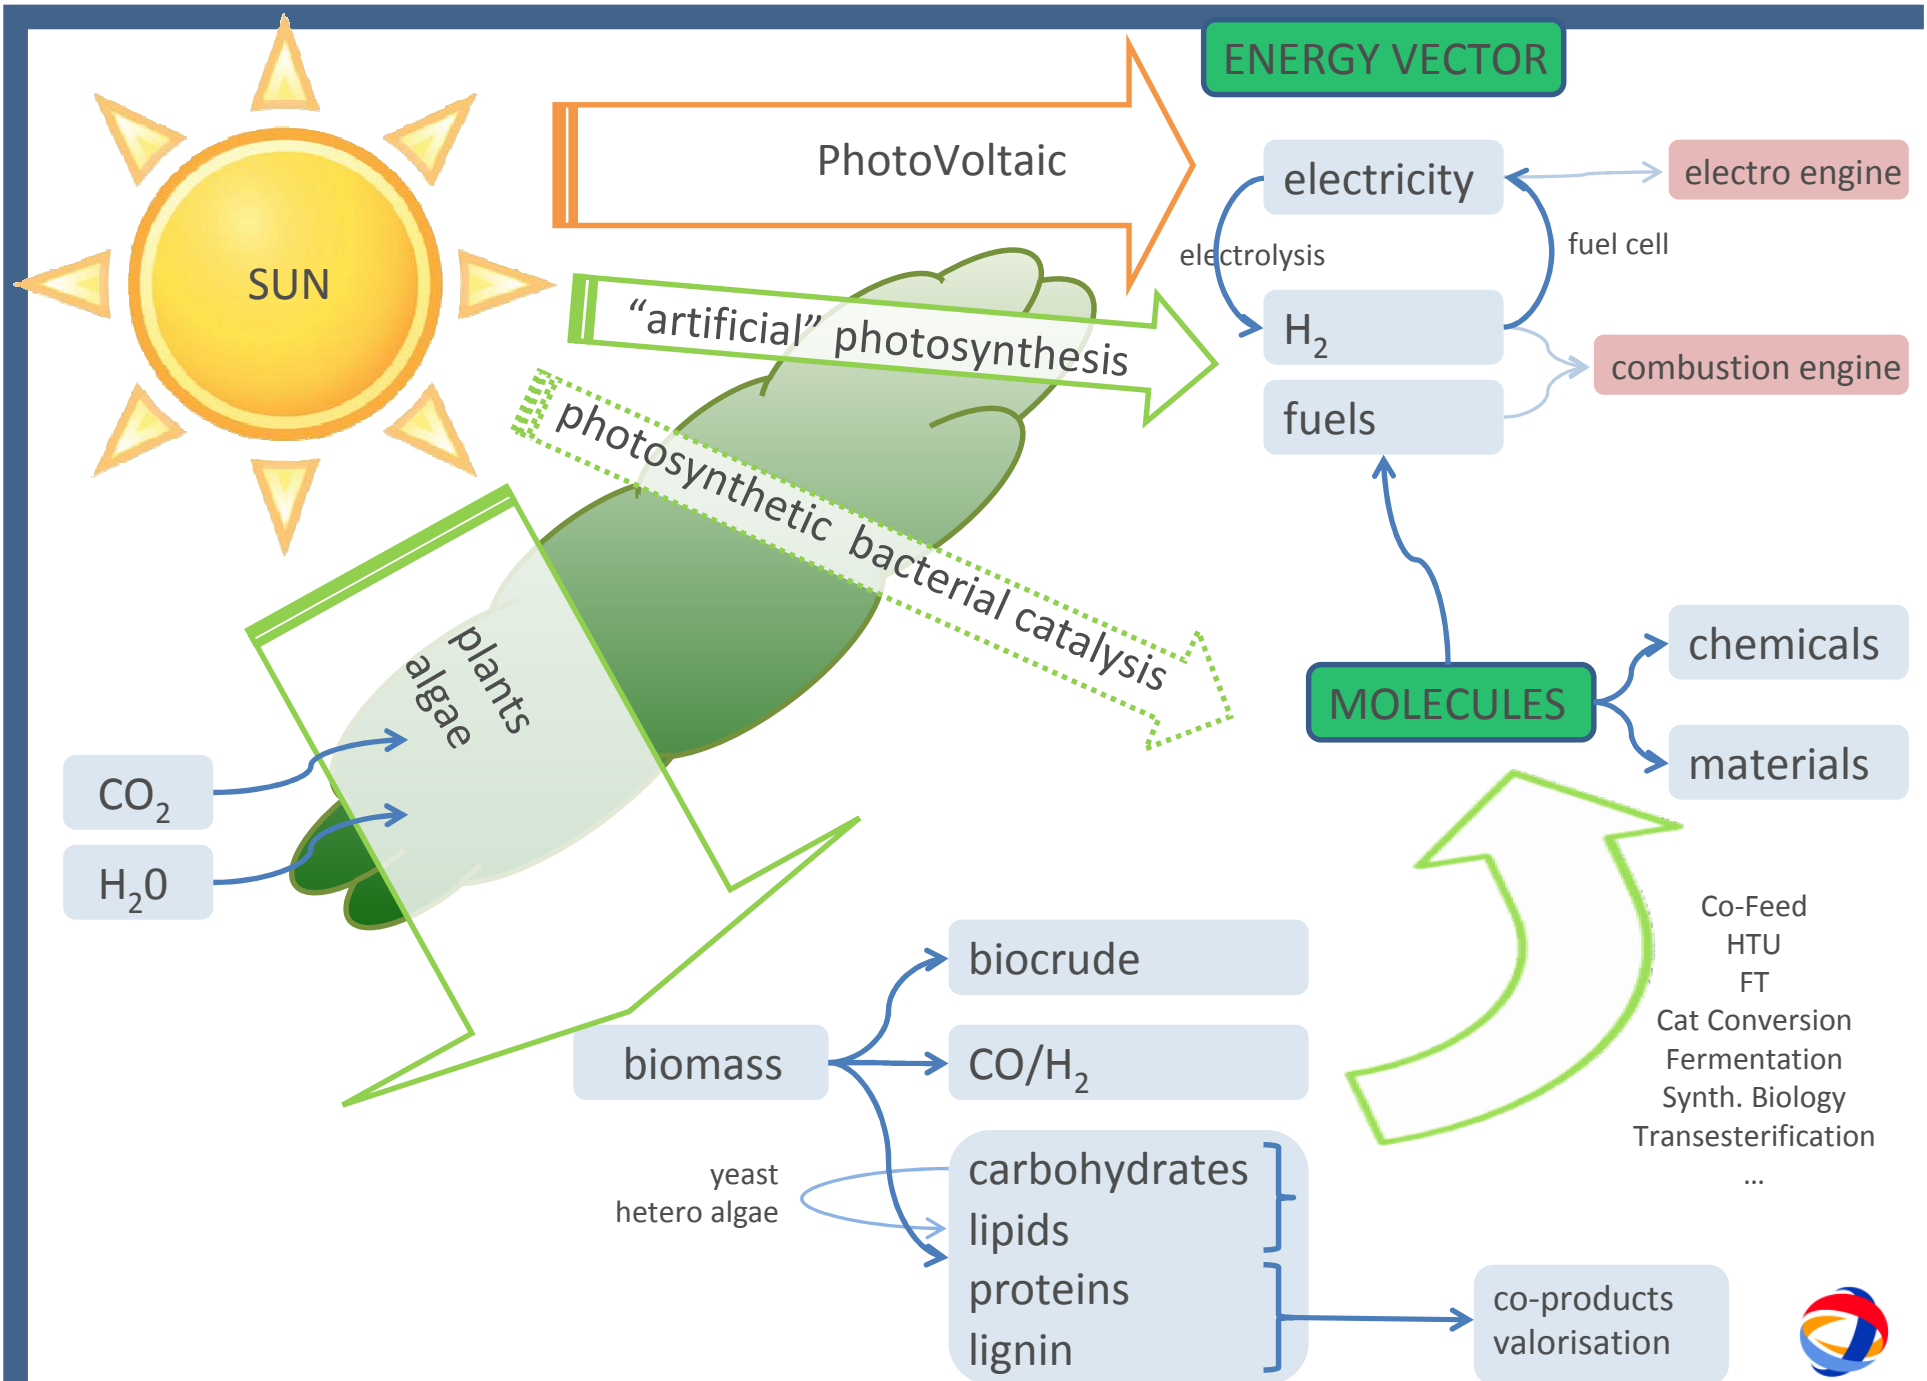 ENERGY VECTOR
SUN
PhotoVoltaic
electricity
electro engine
electrolysis
fuel cell
"artificial" photosynthesis
H2
combustion engine
fuels
photosynthetic bacterial catalysis
plants
algae
chemicals
MOLECULES
materials
CO2
H20
Co-Feed
HTU
FT
Cat Conversion
Fermentation
Synth. Biology
Transesterification
...
biocrude
biomass
CO/H2
yeast
hetero algae
carbohydrates
lipids
proteins
lignin
co-products
valorisation